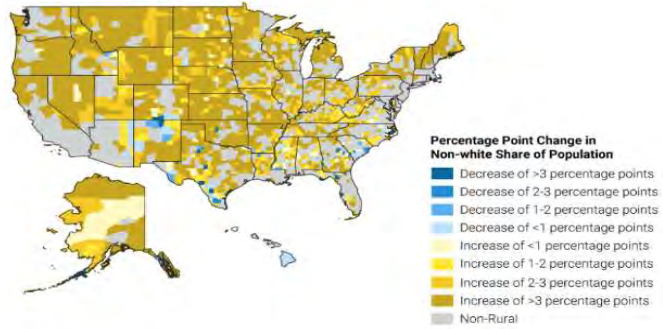 Percentage Point Change in
Non-white Share of Population
Decrease of >3 percentage points
Decrease of 2-3 percentage points
Decrease of 1-2 percentage points
Decrease of <1 percentage points
Increase of <1 percentage points
Increase of 1-2 percentage points
Increase of 2-3 percentage points
Increase of >3 percentage points
Non-Rural